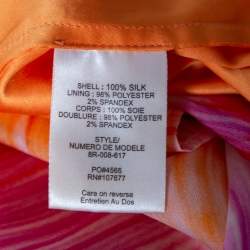 SHELL : 100% SILK
LINING : 98% POLYESTER
2% SPANDEX
CORPS : 100% SOIE
DOUBLURE : 98% POLYESTER
2% SPANDEX
STYLE/
NUMERO DE MODELE
8R-008-617
PO#4565
RN#107877
Care on reverse
Entretien Au Dos